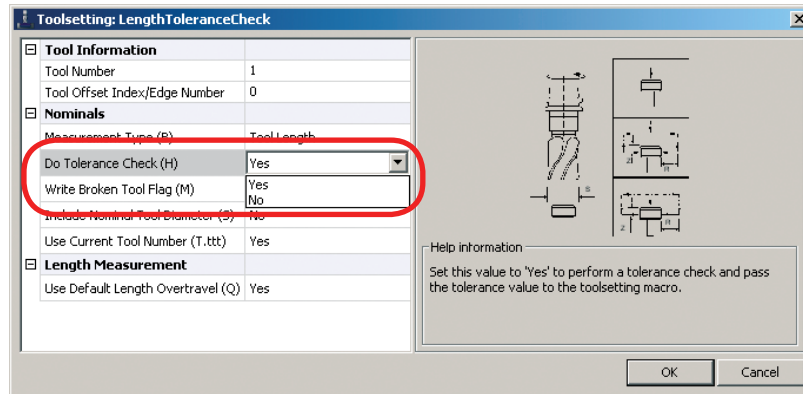 Toolsetting: LengthToleranceCheck
Tool Information
Tool Number 1
Tool Offset Index/Edge Number 0
Nominals
Measurement Type (B) Tool Length
Do Tolerance Check (H) Yes
Write Broken Tool Flag (M) Yes
No
Include Nominal Tool Diameter (S) No
Use Current Tool Number (T.ttt) Yes
Length Measurement
Use Default Length Overtravel (Q) Yes
S
Z R
Z R
Help information
Set this value to 'Yes' to perform a tolerance check and pass
the tolerance value to the toolsetting macro.
OK Cancel